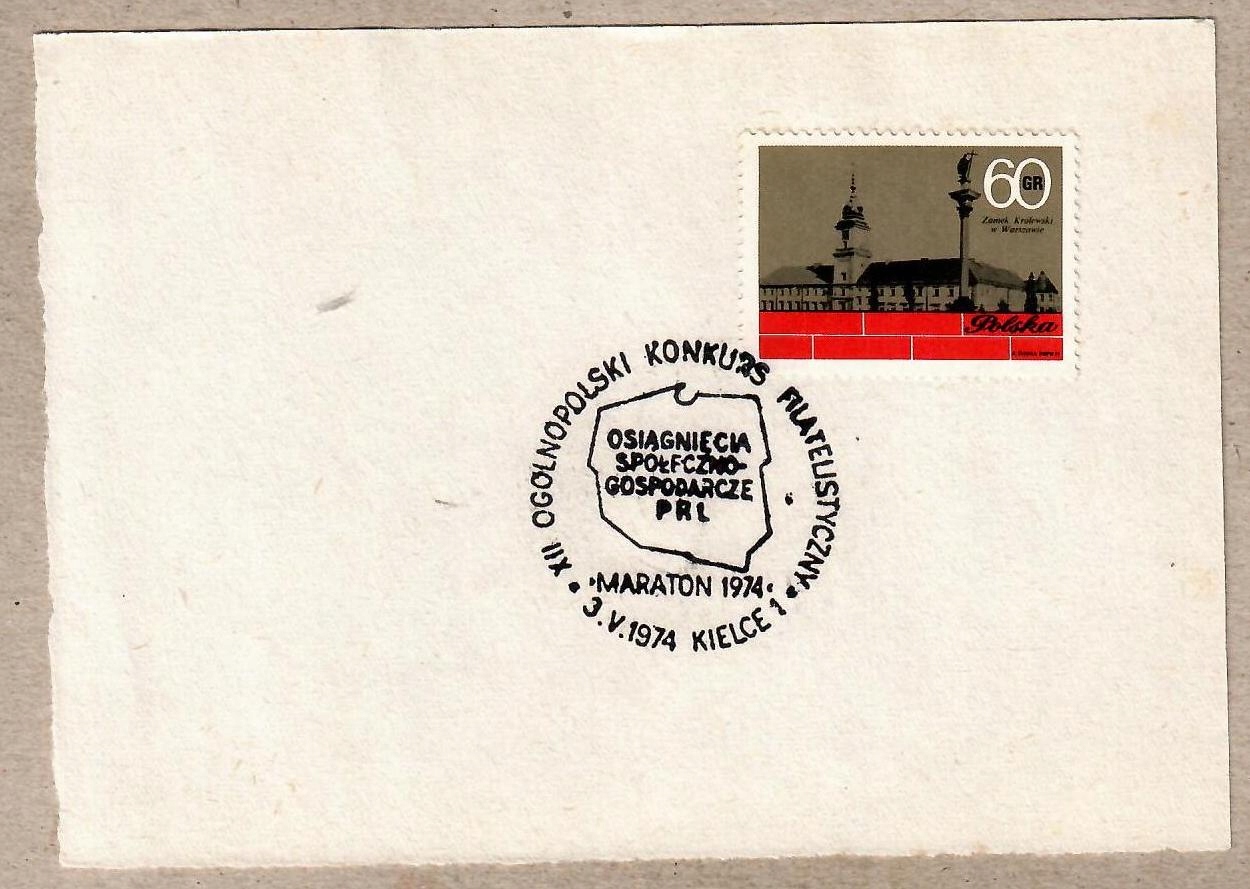 60 GR
Zamek Królewski
w Warszawie
Polska
XII OGÓLNOPOLSKI KONKURS FILATELISTYCZNY
OSIĄGNIĘCIA
SPOŁECZNO-
GOSPODARCZE
PRL
MARATON 1974
3.V.1974 KIELCE 1